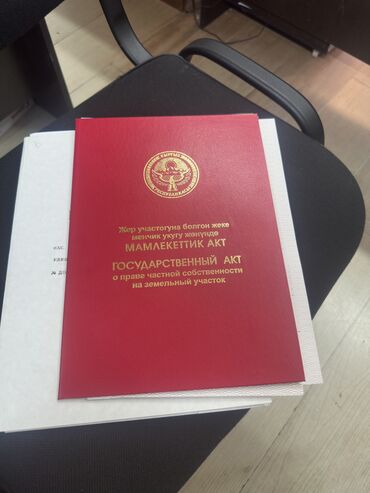 Жер участогуна болгон жеке
менчик укугу жөнүндө
МАМЛЕКЕТТИК АКТ
ГОСУДАРСТВЕННЫЙ АКТ
о праве частной собственности
на земельный участок